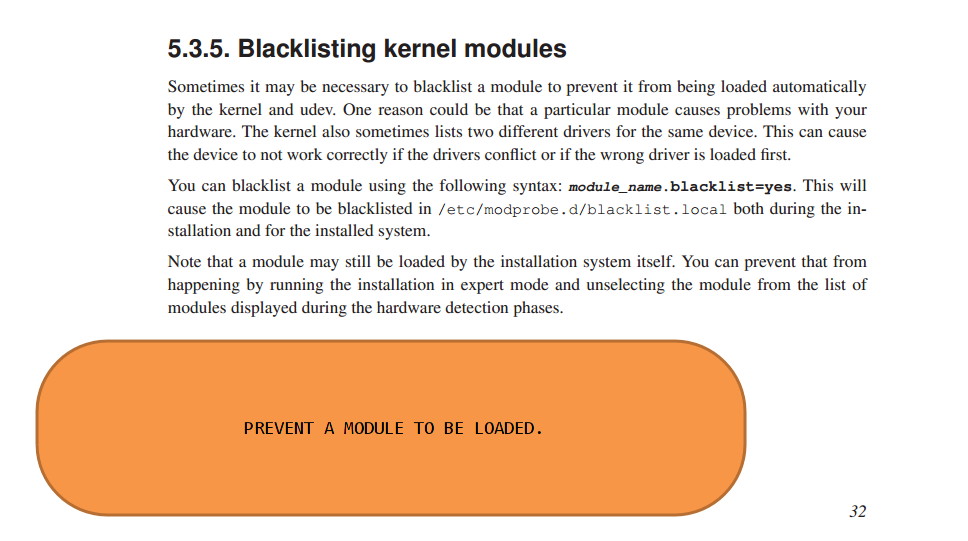 5.3.5. Blacklisting kernel modules
Sometimes it may be necessary to blacklist a module to prevent it from being loaded automatically
by the kernel and udev. One reason could be that a particular module causes problems with your
hardware. The kernel also sometimes lists two different drivers for the same device. This can cause
the device to not work correctly if the drivers conflict or if the wrong driver is loaded first.
You can blacklist a module using the following syntax: module_name.blacklist=yes. This will
cause the module to be blacklisted in /etc/modprobe.d/blacklist.local both during the in-
stallation and for the installed system.
Note that a module may still be loaded by the installation system itself. You can prevent that from
happening by running the installation in expert mode and unselecting the module from the list of
modules displayed during the hardware detection phases.
PREVENT A MODULE TO BE LOADED.
32